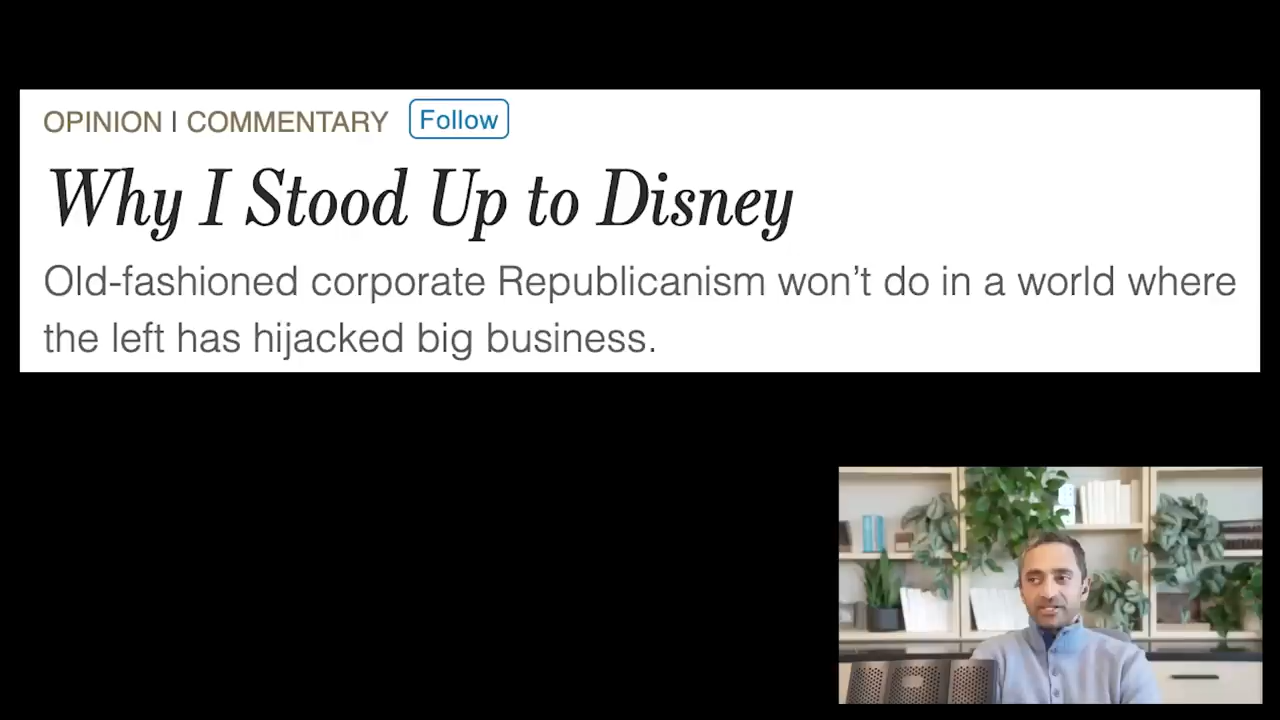 OPINION | COMMENTARY Follow
Why I Stood Up to Disney
Old-fashioned corporate Republicanism won’t do in a world where
the left has hijacked big business.